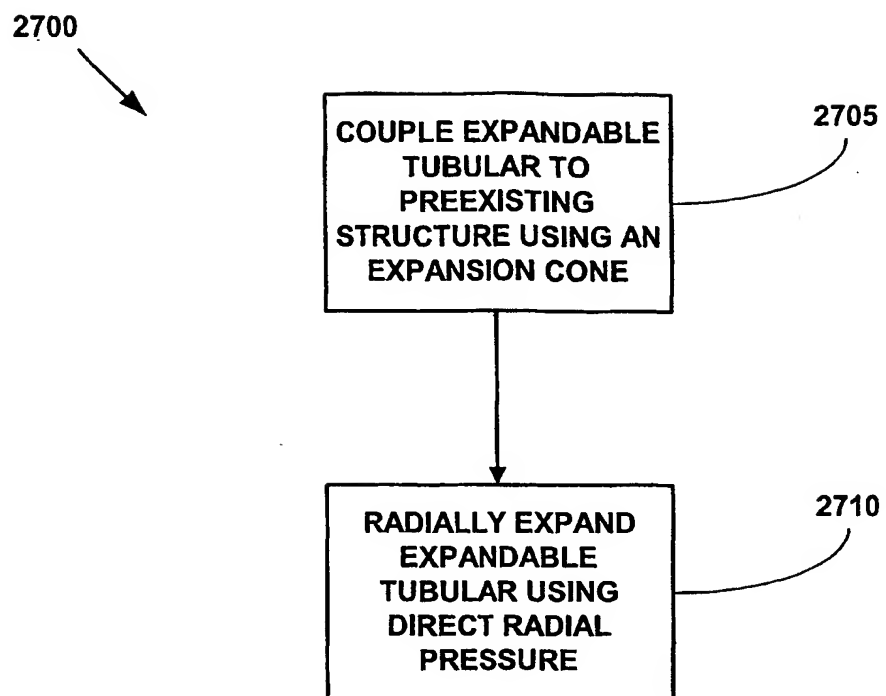 2700
2705
COUPLE EXPANDABLE
TUBULAR TO
PREEXISTING
STRUCTURE USING AN
EXPANSION CONE
2710
RADIALLY EXPAND
EXPANDABLE
TUBULAR USING
DIRECT RADIAL
PRESSURE